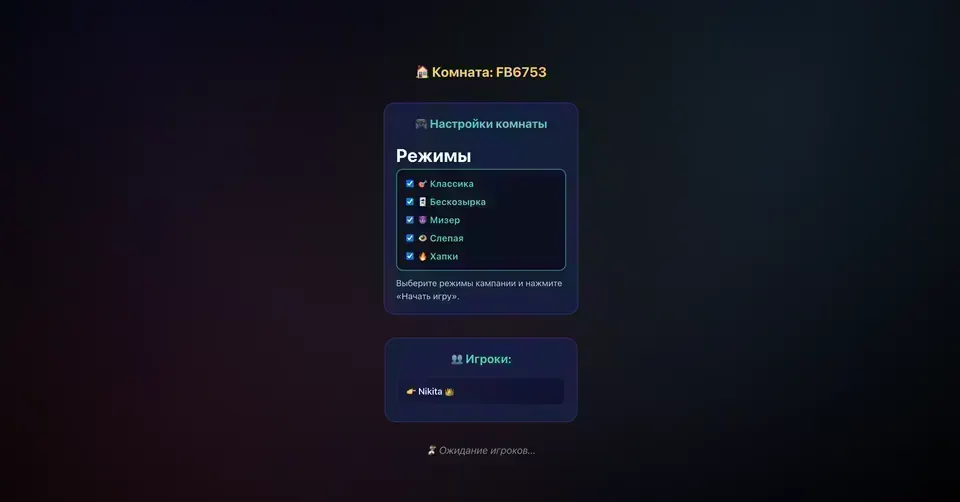 Комната: FB6753
Настройки комнаты
Режимы
Классика
Бескозырка
Мизер
Слепая
Хапки
Выберите режимы кампании и нажмите
«Начать игру».
Игроки:
Nikita
Ожидание игроков...